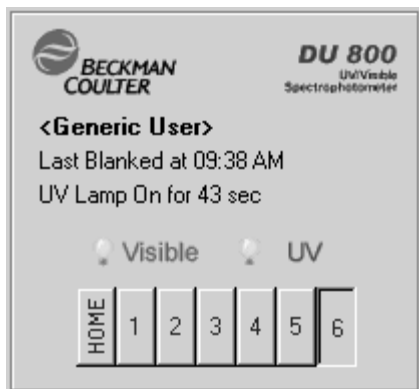 BECKMAN
COULTER
DU 800
UV/Visible
Spectrophotometer
<Generic User>
Last Blanked at 09:38 AM
UV Lamp On for 43 sec
Visible UV
HOME 1 2 3 4 5 6